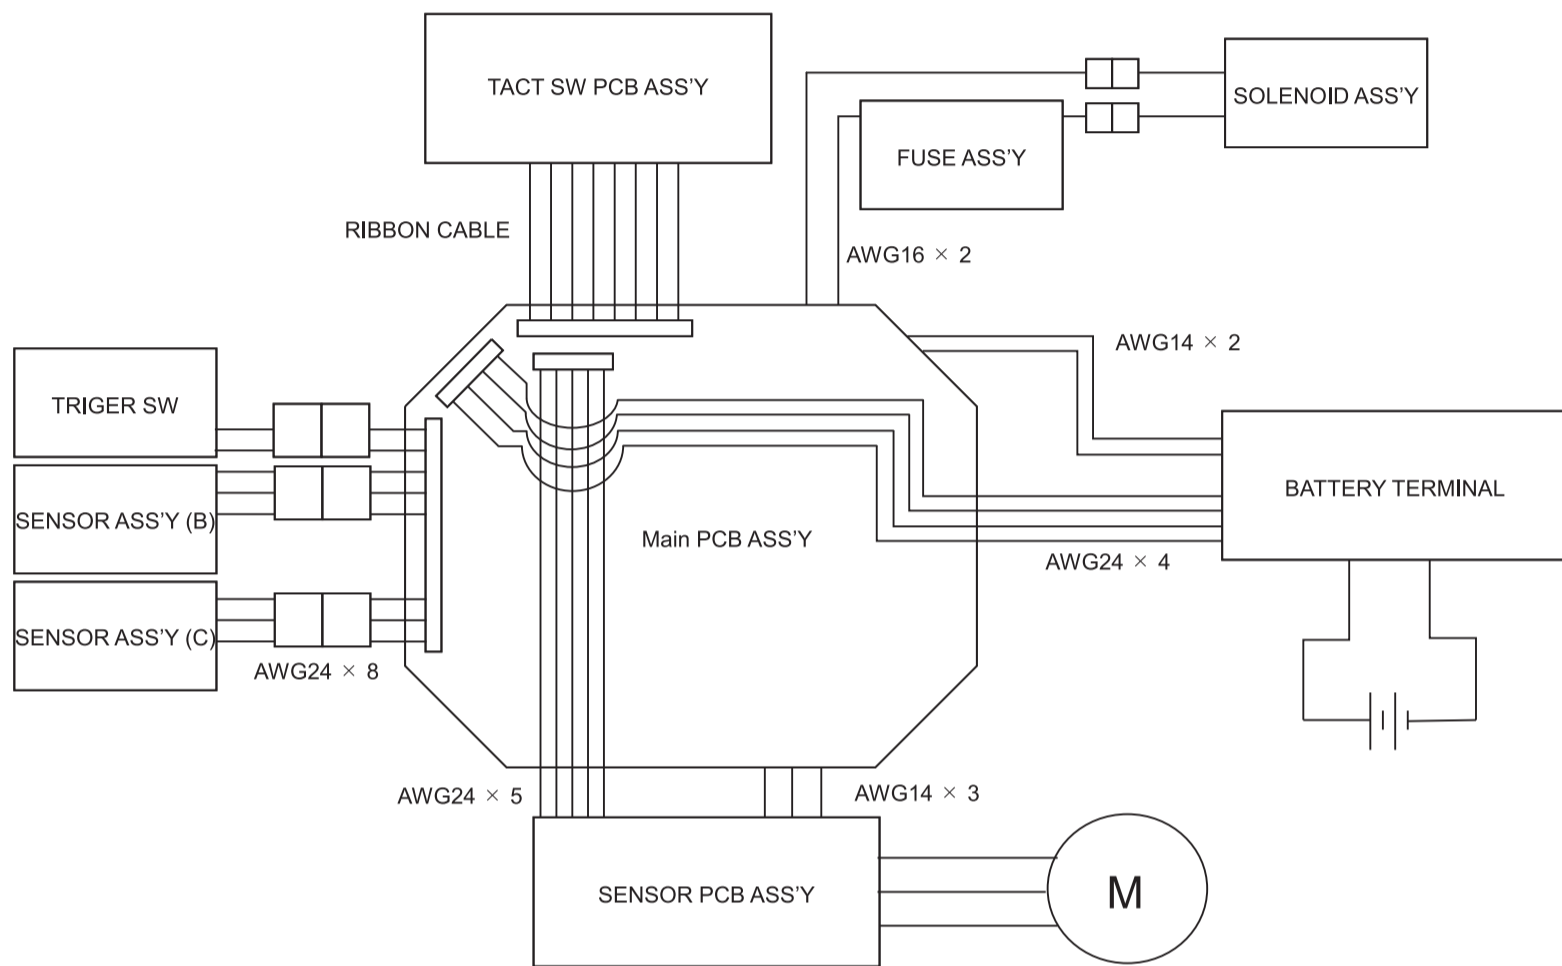 TACT SW PCB ASS'Y
SOLENOID ASS'Y
FUSE ASS'Y
RIBBON CABLE
AWG16 × 2
AWG14 × 2
TRIGER SW
BATTERY TERMINAL
SENSOR ASS'Y (B)
Main PCB ASS'Y
AWG24 × 4
SENSOR ASS'Y (C)
AWG24 × 8
AWG24 × 5
AWG14 × 3
SENSOR PCB ASS'Y
M